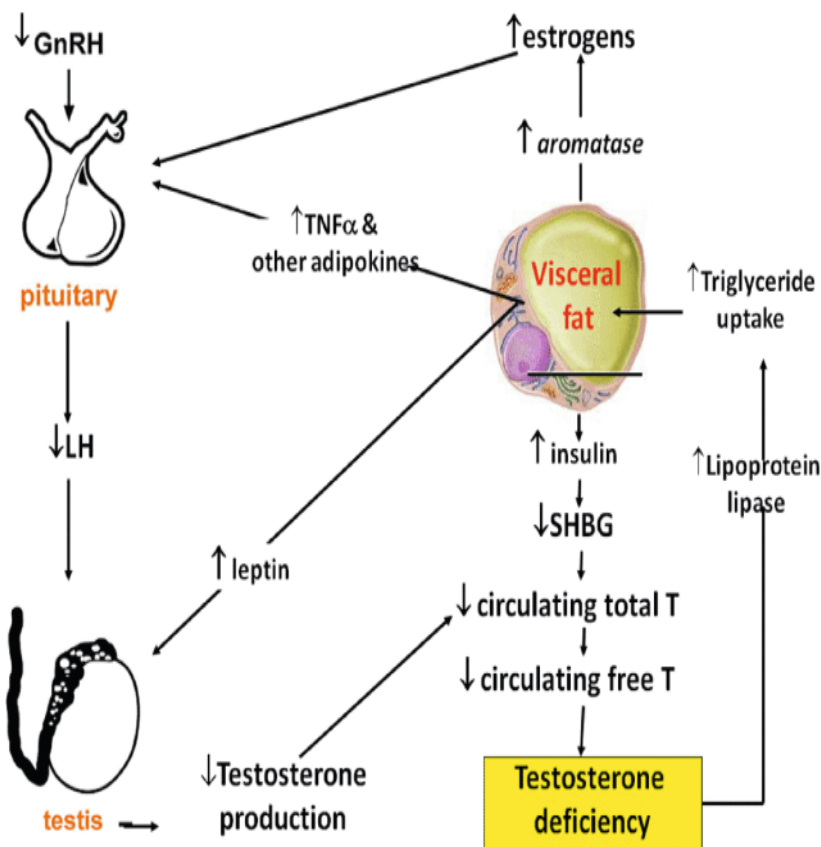 ↓GnRH
↑estrogens
↑ aromatase
↑TNFα &
other adipokines
pituitary
Visceral
fat
↑Triglyceride
uptake
↓LH
↑ insulin
↑Lipoprotein
lipase
↓SHBG
↑ leptin
↓ circulating total T
↓ circulating free T
↓Testosterone
production
testis
Testosterone
deficiency